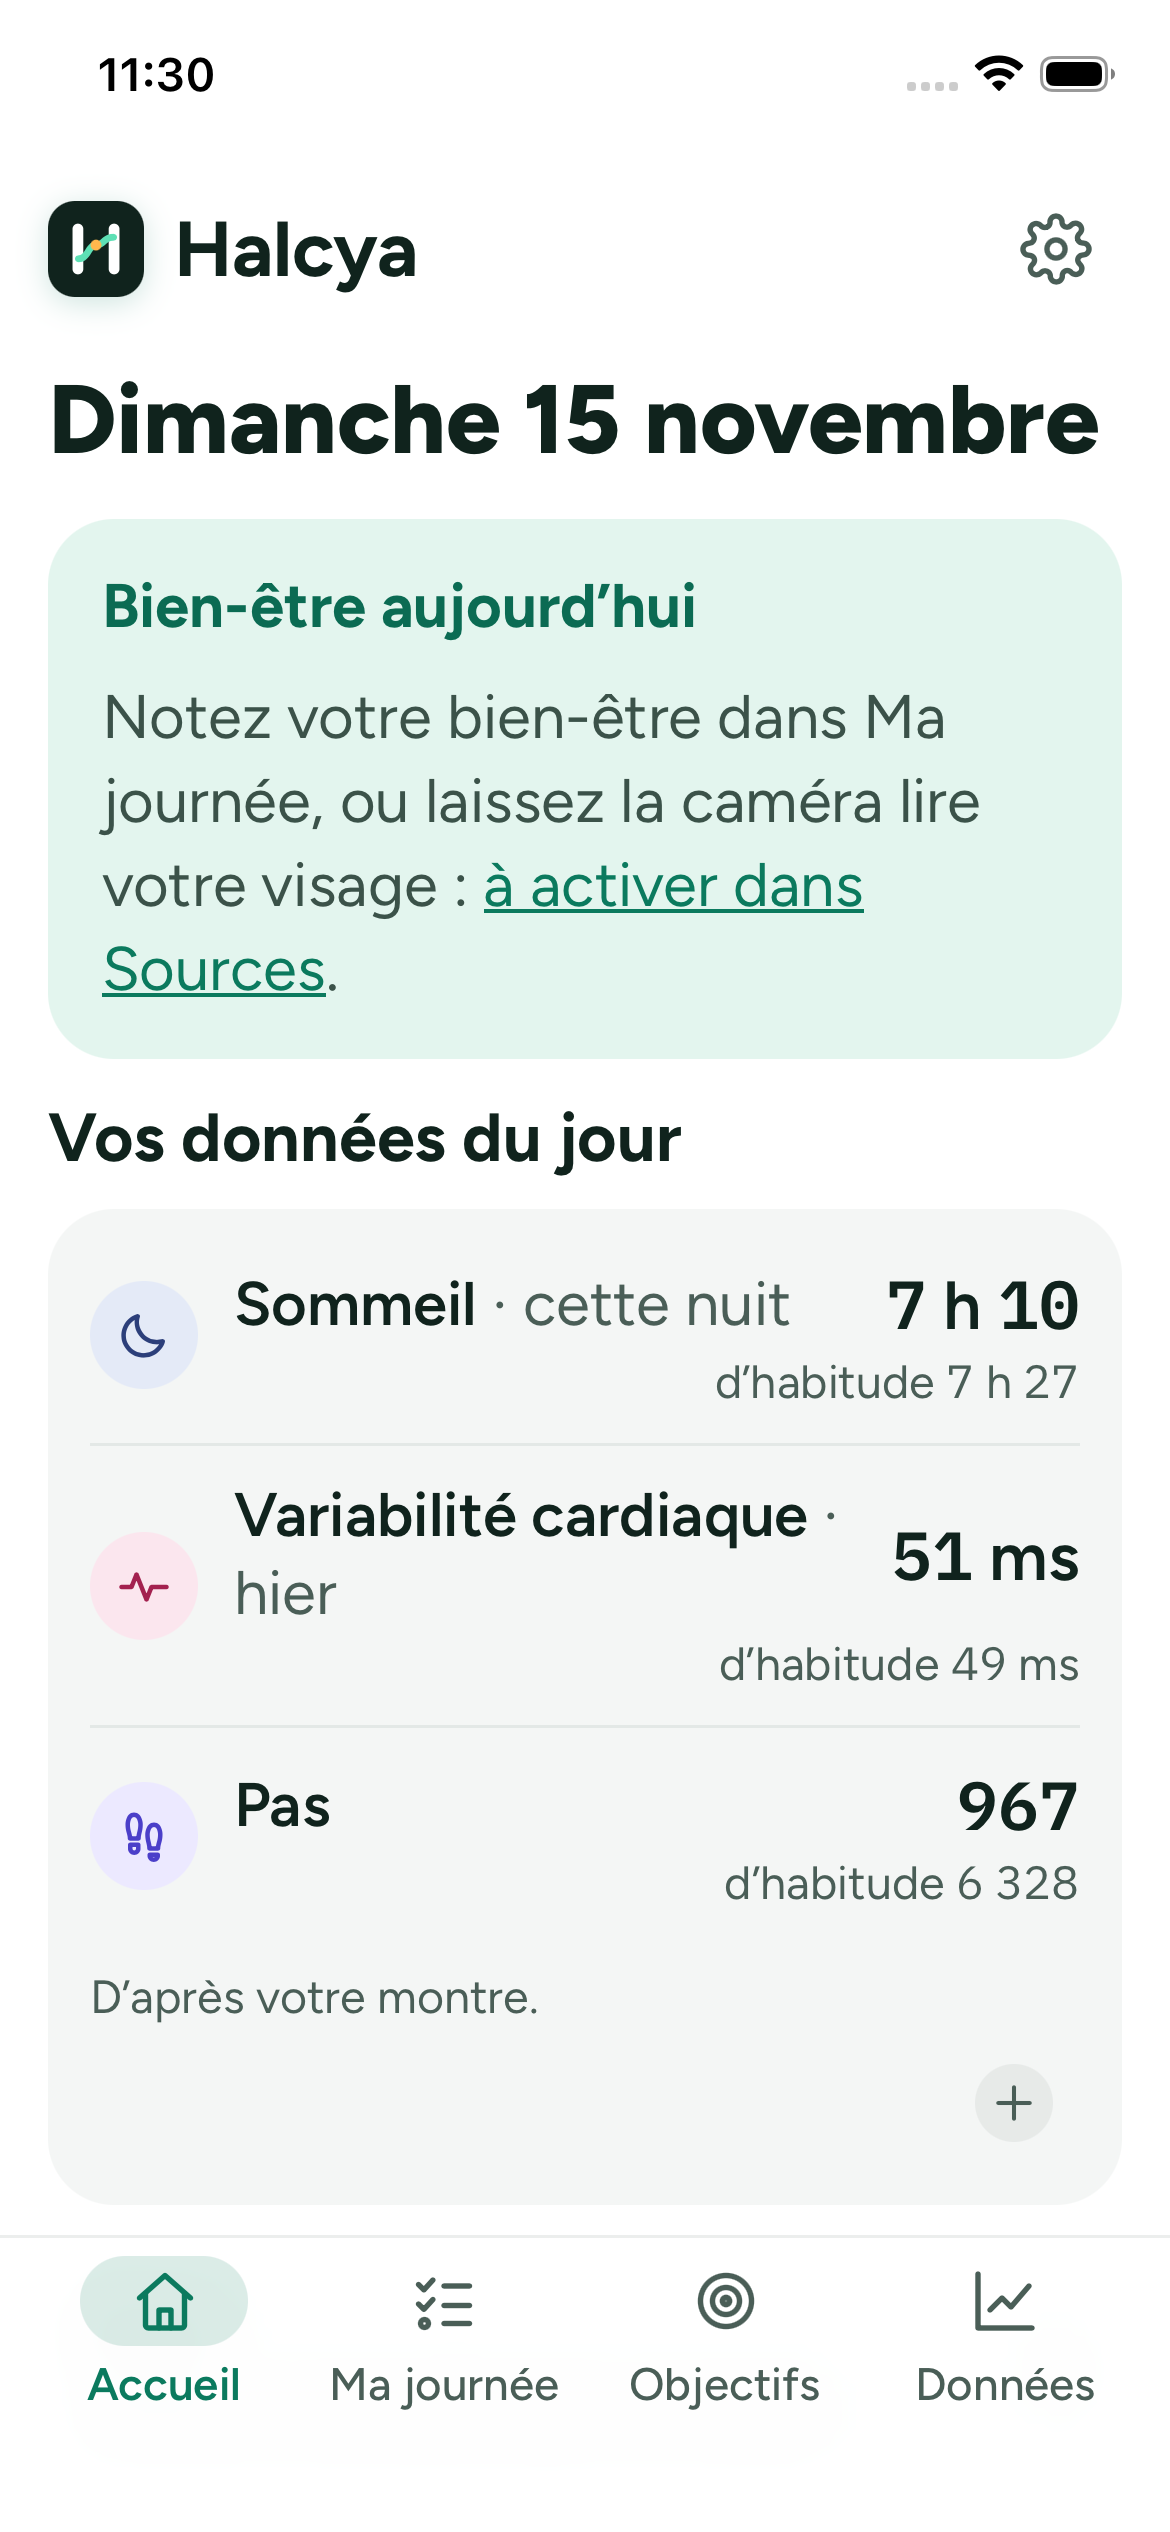 11:30
Halcya
Dimanche 15 novembre
Bien-être aujourd’hui
Notez votre bien-être dans Ma
journée, ou laissez la caméra lire
votre visage : à activer dans
Sources.
Vos données du jour
Sommeil · cette nuit
7 h 10
d’habitude 7 h 27
Variabilité cardiaque ·
hier
51 ms
d’habitude 49 ms
Pas
967
d’habitude 6 328
D’après votre montre.
Accueil
Ma journée
Objectifs
Données